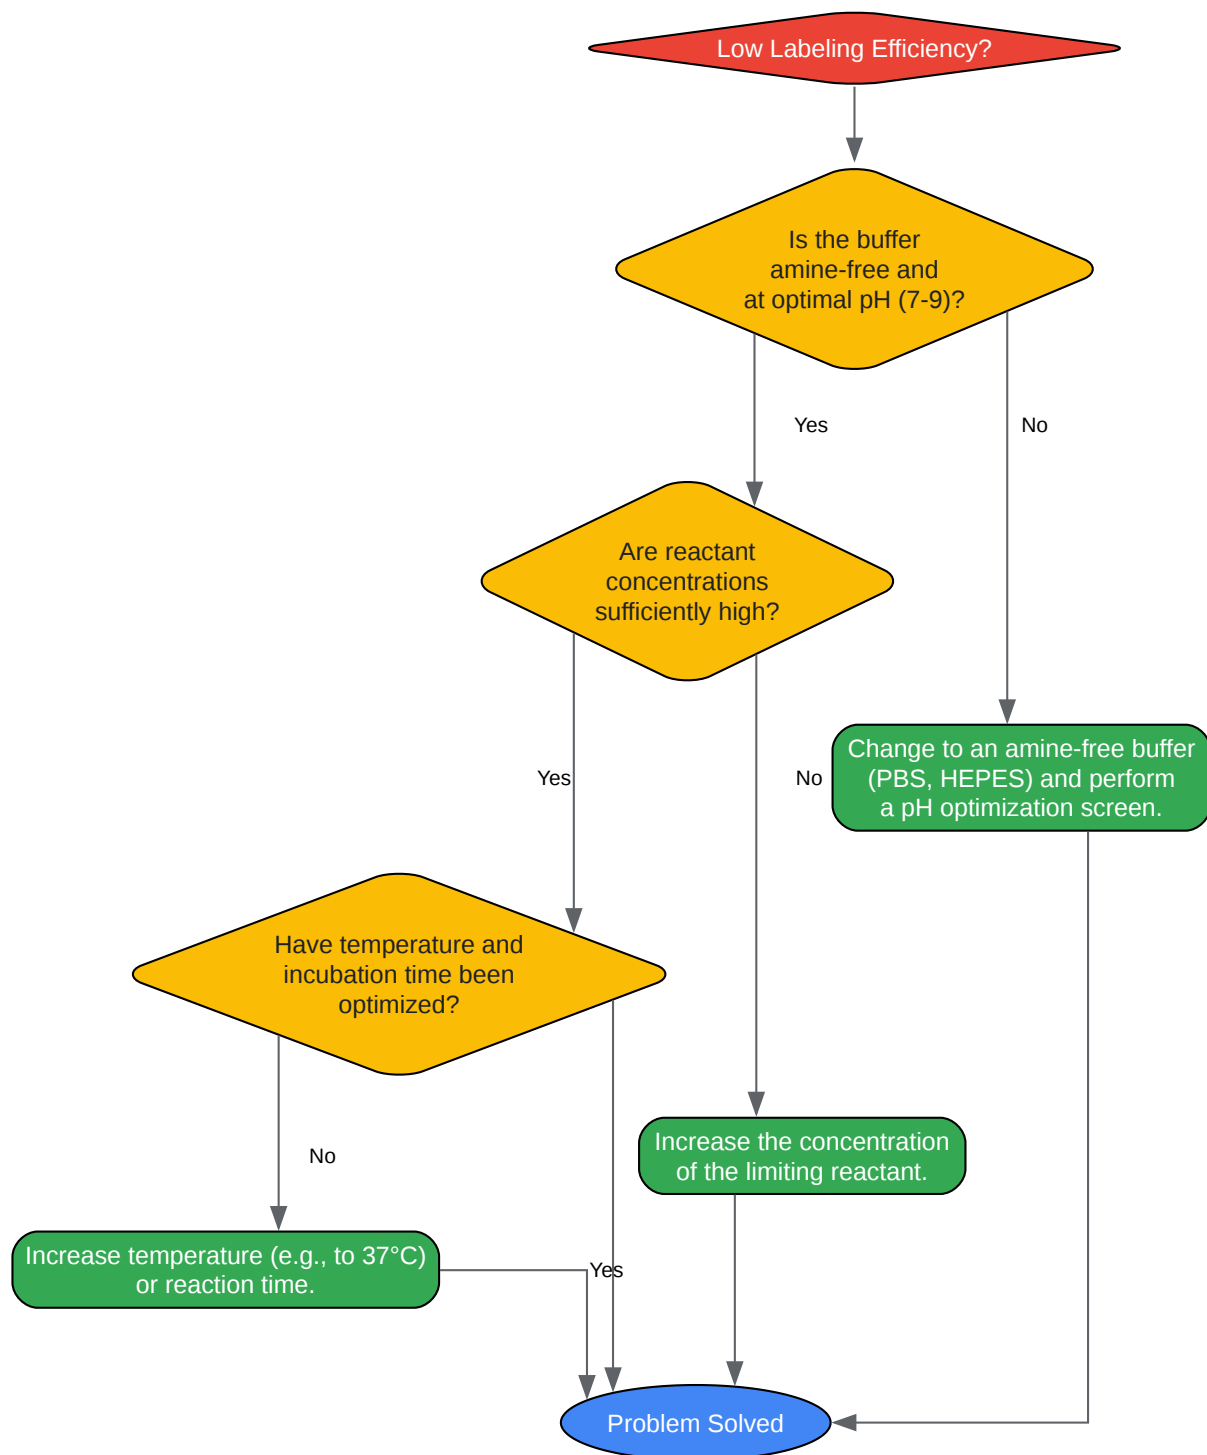 Low Labeling Efficiency?
Is the buffer
amine-free and
at optimal pH (7-9)?
Yes
No
Are reactant
concentrations
sufficiently high?
Yes
No
Change to an amine-free buffer
(PBS, HEPES) and perform
a pH optimization screen.
Have temperature and
incubation time been
optimized?
No
Increase the concentration
of the limiting reactant.
Increase temperature (e.g., to 37°C)
or reaction time.
Yes
Problem Solved